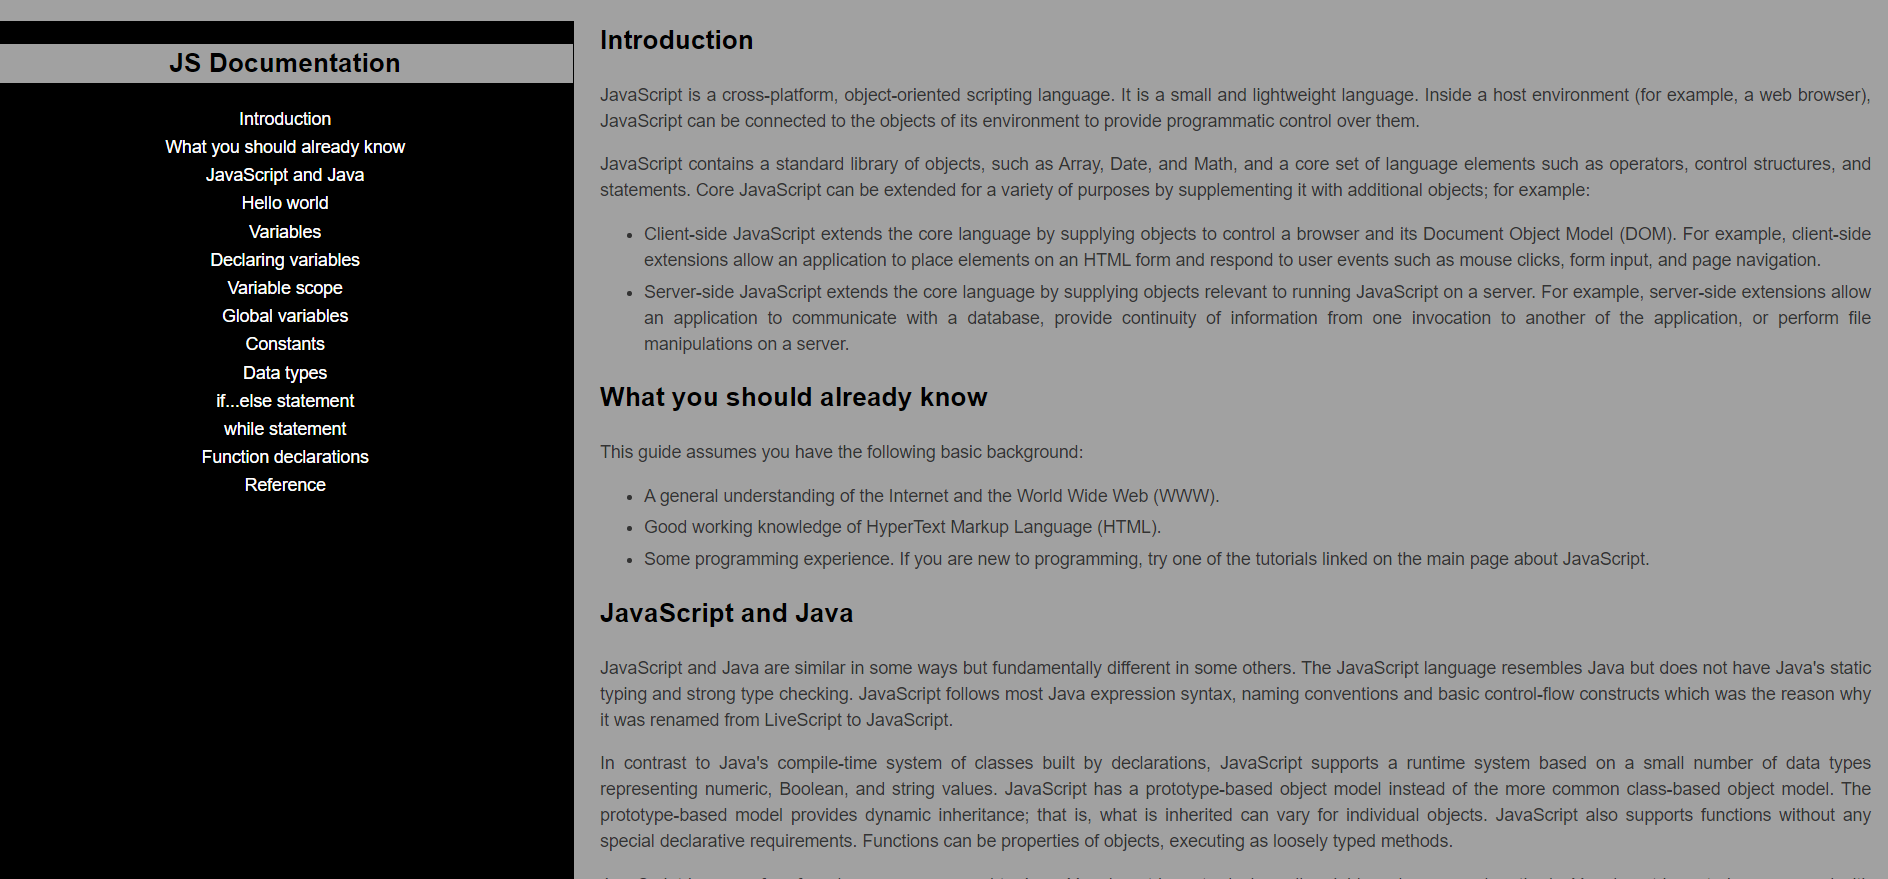 JS Documentation
Introduction
What you should already know
JavaScript and Java
Hello world
Variables
Declaring variables
Variable scope
Global variables
Constants
Data types
if...else statement
while statement
Function declarations
Reference
Introduction
JavaScript is a cross-platform, object-oriented scripting language. It is a small and lightweight language. Inside a host environment (for example, a web browser),
JavaScript can be connected to the objects of its environment to provide programmatic control over them.
JavaScript contains a standard library of objects, such as Array, Date, and Math, and a core set of language elements such as operators, control structures, and
statements. Core JavaScript can be extended for a variety of purposes by supplementing it with additional objects; for example:
• Client-side JavaScript extends the core language by supplying objects to control a browser and its Document Object Model (DOM). For example, client-side
extensions allow an application to place elements on an HTML form and respond to user events such as mouse clicks, form input, and page navigation.
• Server-side JavaScript extends the core language by supplying objects relevant to running JavaScript on a server. For example, server-side extensions allow
an application to communicate with a database, provide continuity of information from one invocation to another of the application, or perform file
manipulations on a server.
What you should already know
This guide assumes you have the following basic background:
• A general understanding of the Internet and the World Wide Web (WWW).
• Good working knowledge of HyperText Markup Language (HTML).
• Some programming experience. If you are new to programming, try one of the tutorials linked on the main page about JavaScript.
JavaScript and Java
JavaScript and Java are similar in some ways but fundamentally different in some others. The JavaScript language resembles Java but does not have Java's static
typing and strong type checking. JavaScript follows most Java expression syntax, naming conventions and basic control-flow constructs which was the reason why
it was renamed from LiveScript to JavaScript.
In contrast to Java's compile-time system of classes built by declarations, JavaScript supports a runtime system based on a small number of data types
representing numeric, Boolean, and string values. JavaScript has a prototype-based object model instead of the more common class-based object model. The
prototype-based model provides dynamic inheritance; that is, what is inherited can vary for individual objects. JavaScript also supports functions without any
special declarative requirements. Functions can be properties of objects, executing as loosely typed methods.